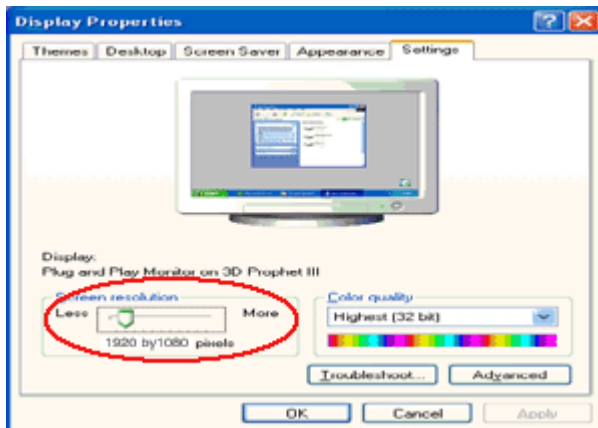 Display Properties
Themes Desktop Screen Saver Appearance Settings
Display:
Plug and Play Monitor on 3D Prophet III
Screen resolution
Less More
1920 by1080 pixels
Color quality
Highest (32 bit)
Troubleshoot... Advanced
OK Cancel Apply